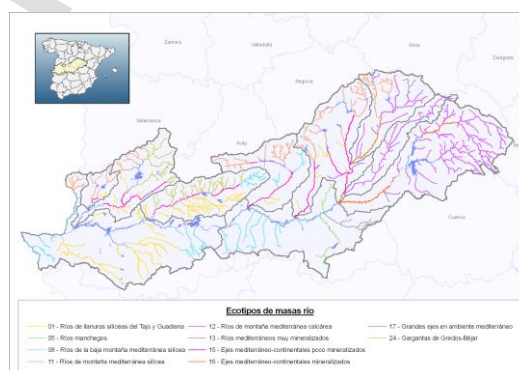 Zamora
Valladolid
Soria
Zaragoza
Segovia
Salamanca
Ávila
Cuenca
Ecotipos de masas río
01 - Ríos de llanuras silíceas del Tajo y Guadiana
05 - Ríos manchegos
08 - Ríos de la baja montaña mediterránea silícea
11 - Ríos de montaña mediterránea silícea
12 - Ríos de montaña mediterránea calcárea
13 - Ríos mediterráneos muy mineralizados
15 - Ejes mediterráneo-continentales poco mineralizados
16 - Ejes mediterráneo-continentales mineralizados
17 - Grandes ejes en ambiente mediterráneo
24 - Gargantas de Gredos-Béjar